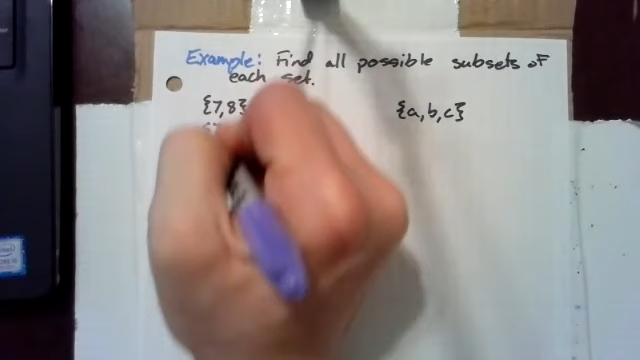 Example: Find all possible subsets of
each set.
{7,8} {a,b,c}